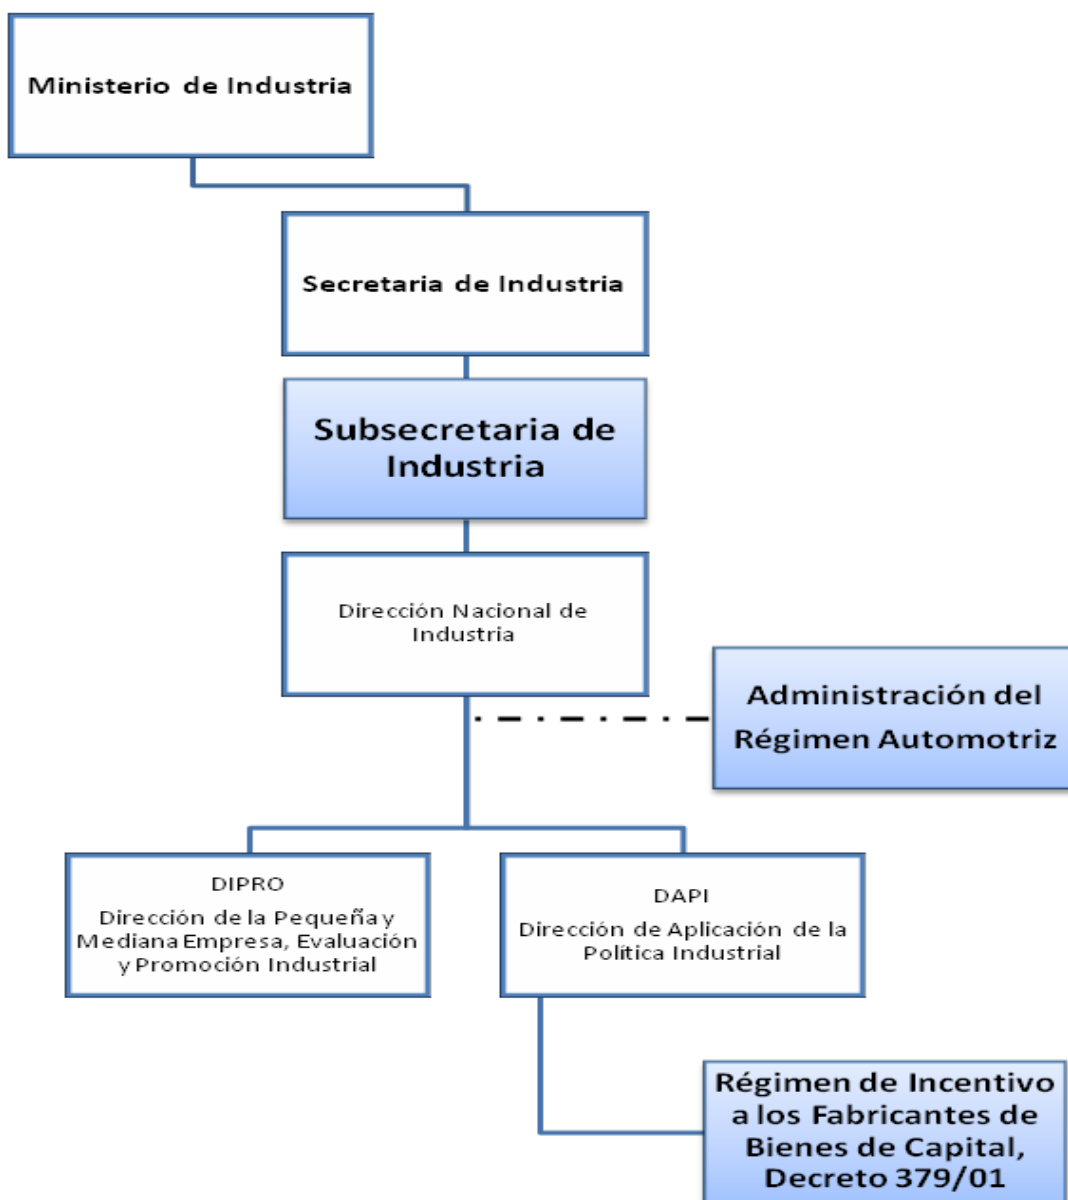 Ministerio de Industria
Secretaria de Industria
Subsecretaria de
Industria
Dirección Nacional de
Industria
Administración del
Régimen Automotriz
DIPRO
Dirección de la Pequeña y
Mediana Empresa, Evaluación
y Promoción Industrial
DAPI
Dirección de Aplicación de la
Política Industrial
Régimen de Incentivo
a los Fabricantes de
Bienes de Capital,
Decreto 379/01